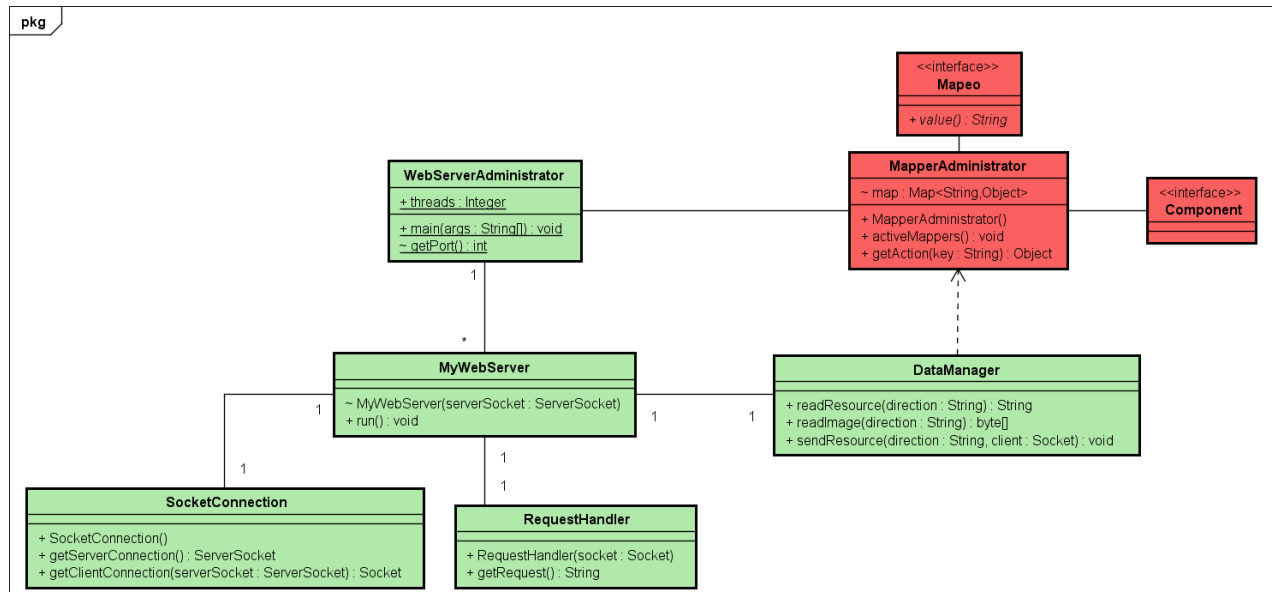 pkg
<<interface>>
Mapeo
+ value() : String
WebServerAdministrator
+ threads : Integer
+ main(args : String[]) : void
~ getPort() : int
MapperAdministrator
~ map : Map<String,Object>
+ MapperAdministrator()
+ activeMappers() : void
+ getAction(key : String) : Object
<<interface>>
Component
1
*
MyWebServer
~ MyWebServer(serverSocket : ServerSocket)
+ run() : void
DataManager
+ readResource(direction : String) : String
+ readImage(direction : String) : byte[]
+ sendResource(direction : String, client : Socket) : void
1
1
1
1
1
1
SocketConnection
+ SocketConnection()
+ getServerConnection() : ServerSocket
+ getClientConnection(serverSocket : ServerSocket) : Socket
RequestHandler
+ RequestHandler(socket : Socket)
+ getRequest() : String